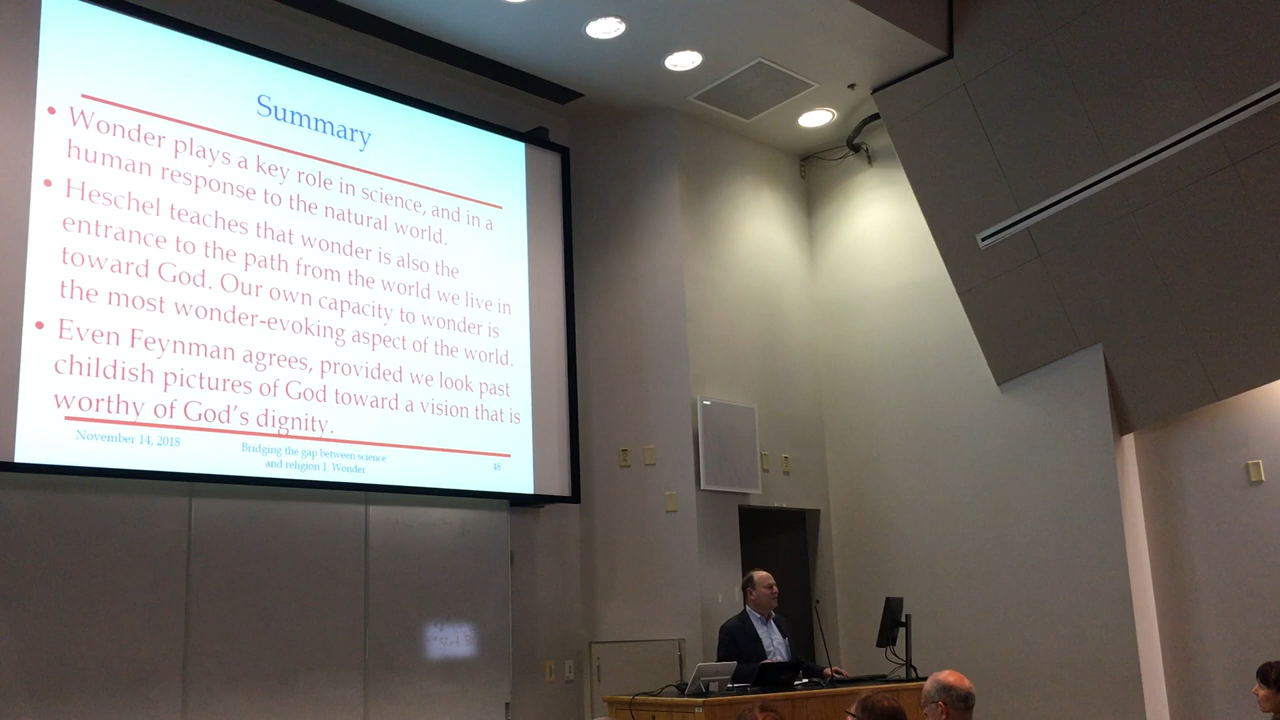 Summary
• Wonder plays a key role in science, and in a
human response to the natural world.
• Heschel teaches that wonder is also the
entrance to the path from the world we live in
toward God. Our own capacity to wonder is
the most wonder-evoking aspect of the world.
• Even Feynman agrees, provided we look past
childish pictures of God toward a vision that is
worthy of God's dignity.
November 14, 2018
Bridging the gap between science
and religion 1: Wonder
48